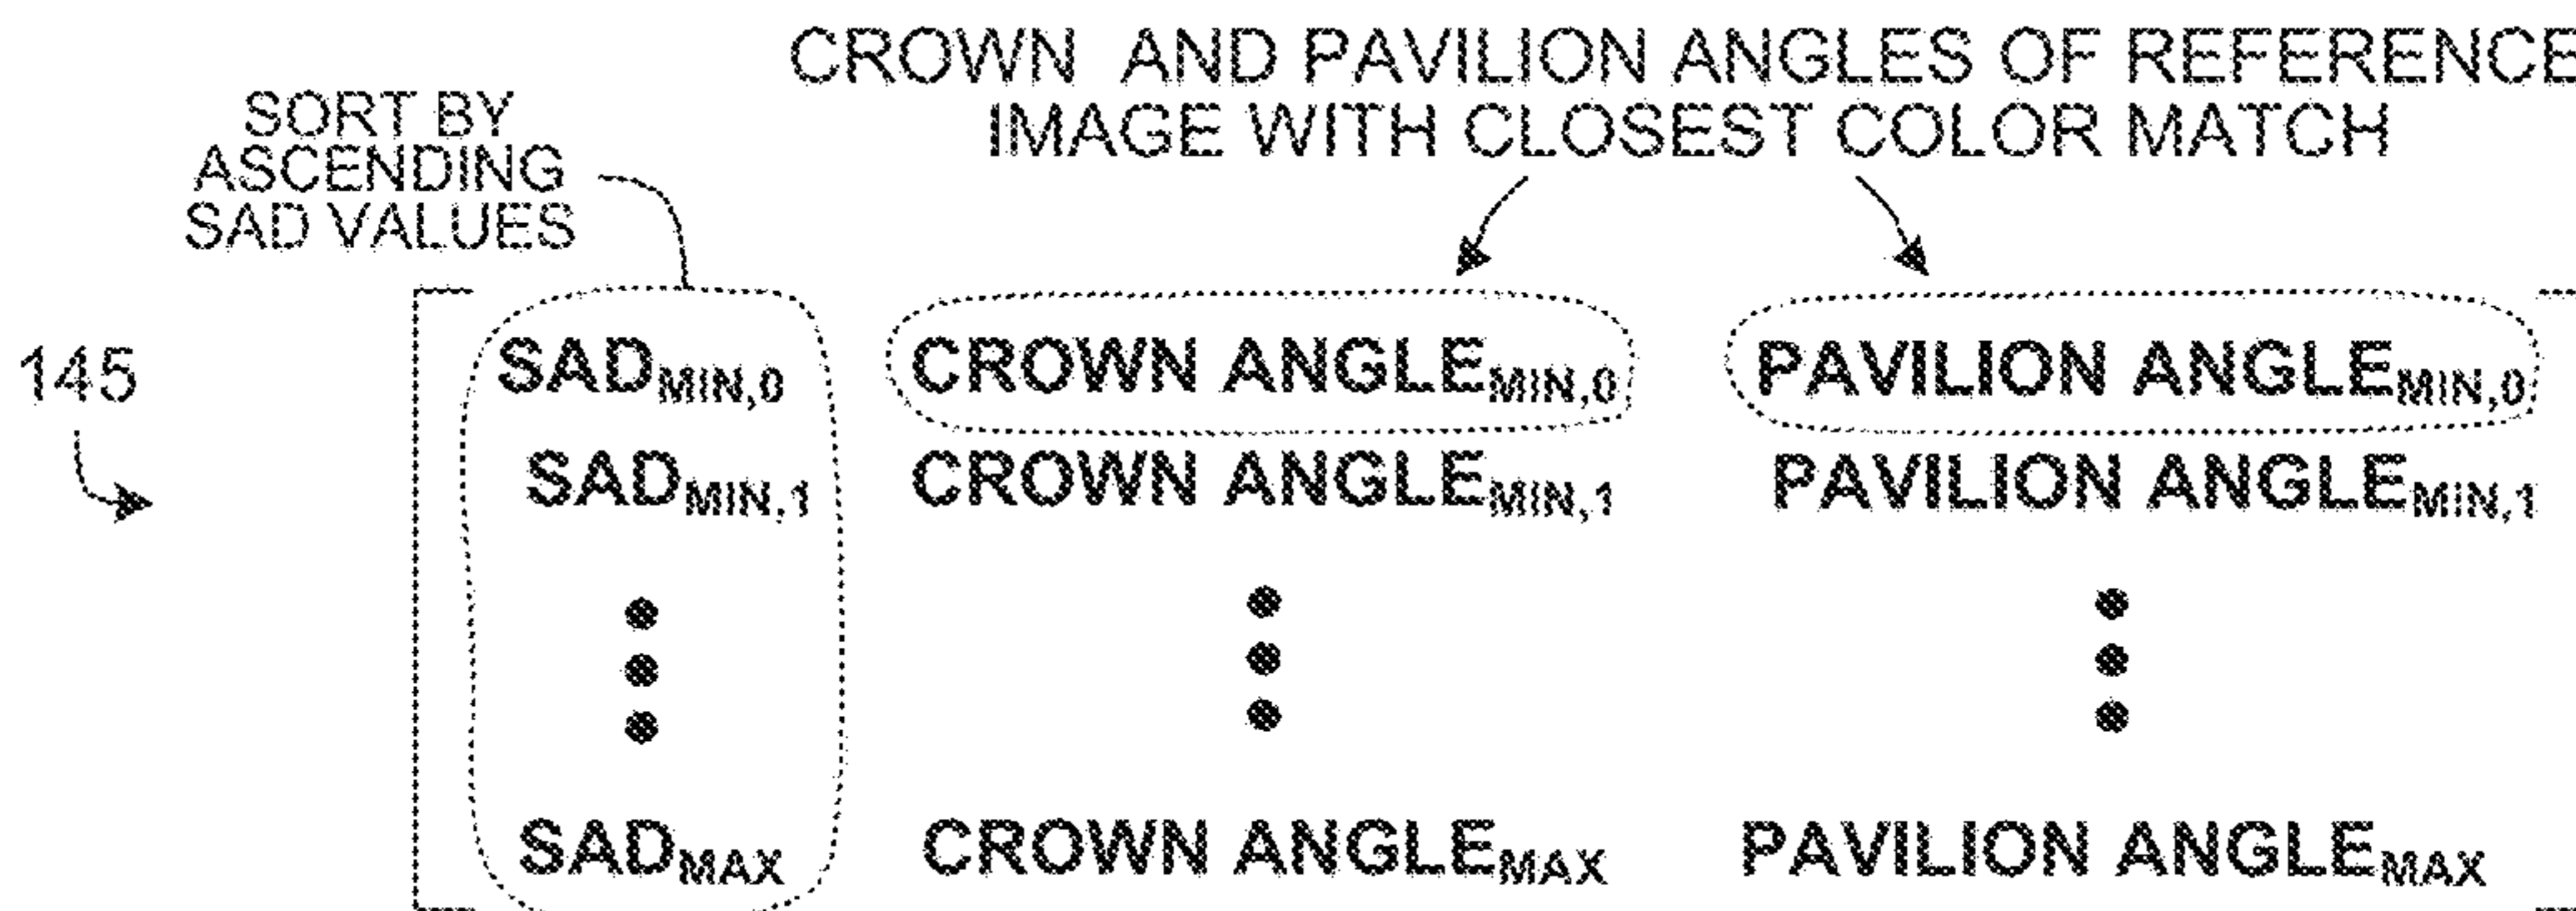 CROWN AND PAVILION ANGLES OF REFERENCE
IMAGE WITH CLOSEST COLOR MATCH
SORT BY
ASCENDING
SAD VALUES
145
SADMIN,0 CROWN ANGLEMIN,0 PAVILION ANGLEMIN,0
SADMIN,1 CROWN ANGLEMIN,1 PAVILION ANGLEMIN,1
SADMAX CROWN ANGLEMAX PAVILION ANGLEMAX